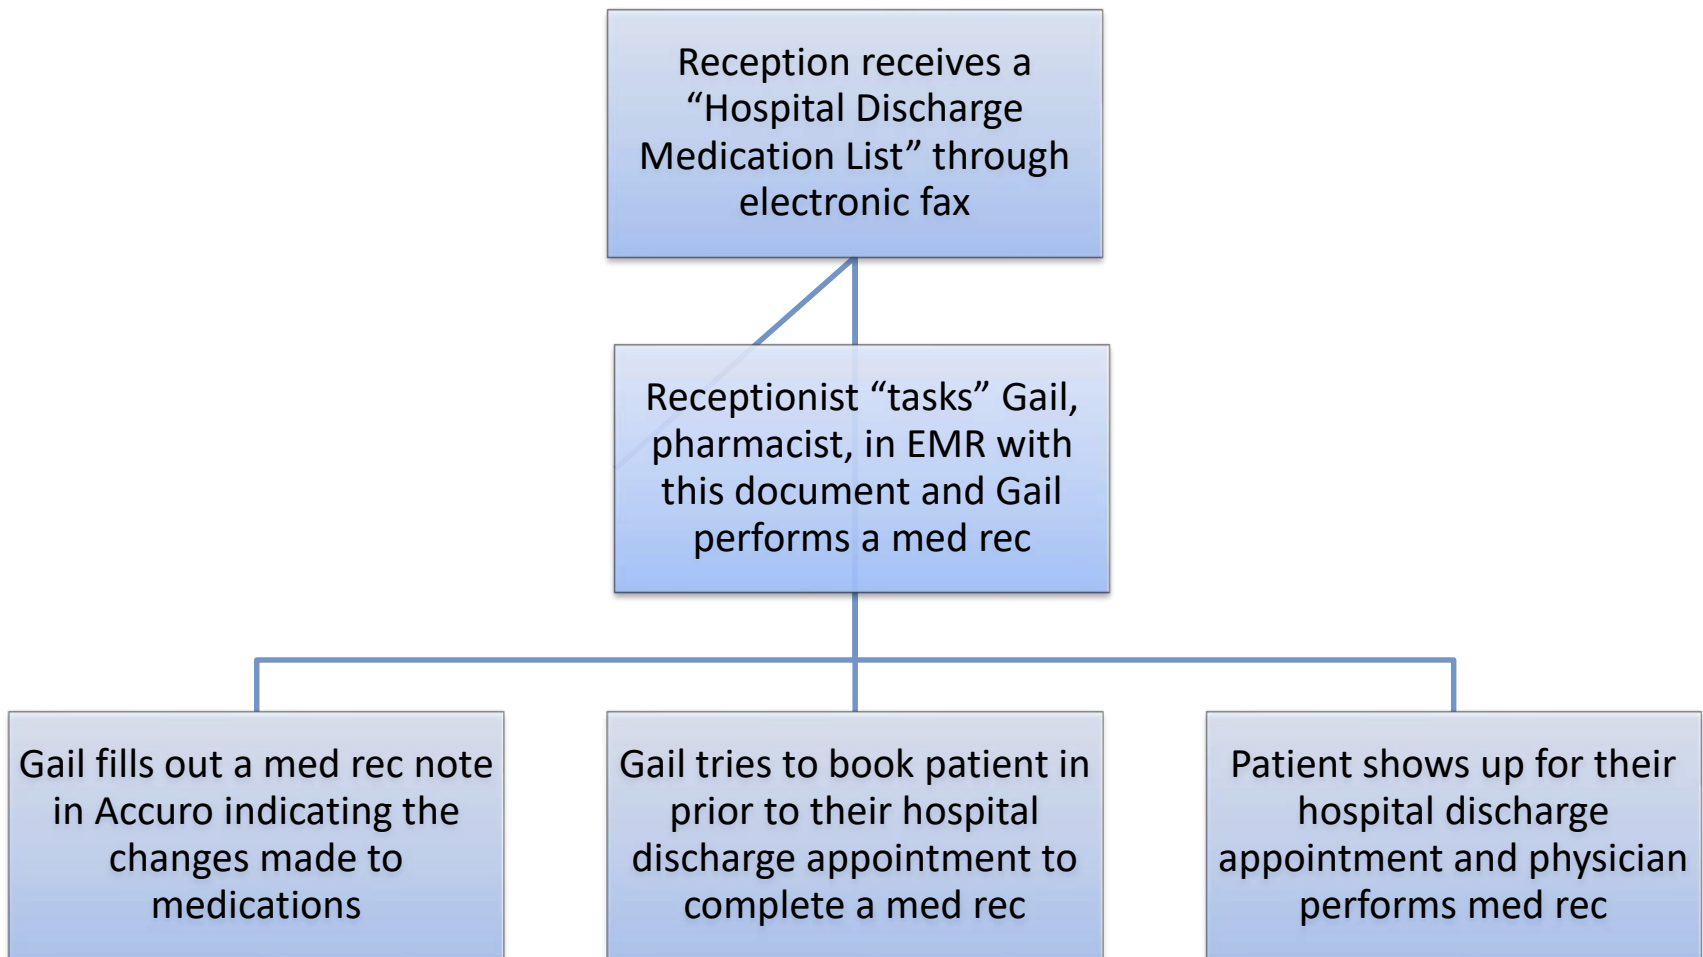 Reception receives a
“Hospital Discharge
Medication List” through
electronic fax
Receptionist “tasks” Gail,
pharmacist, in EMR with
this document and Gail
performs a med rec
Gail fills out a med rec note
in Accuro indicating the
changes made to
medications
Gail tries to book patient in
prior to their hospital
discharge appointment to
complete a med rec
Patient shows up for their
hospital discharge
appointment and physician
performs med rec